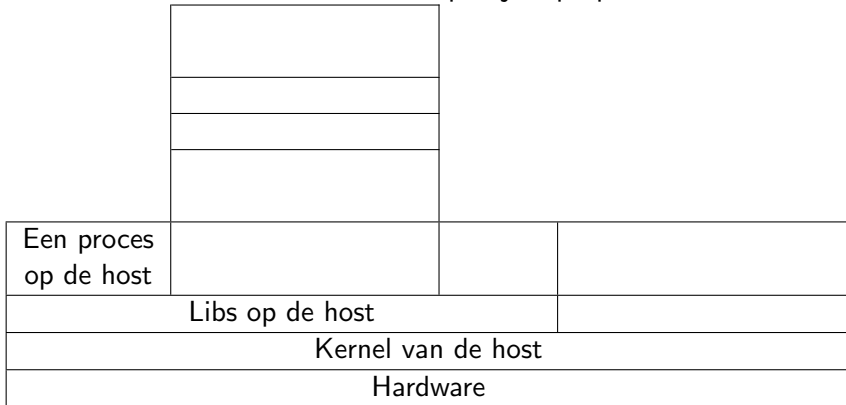 Een proces
op de host
Libs op de host
Kernel van de host
Hardware